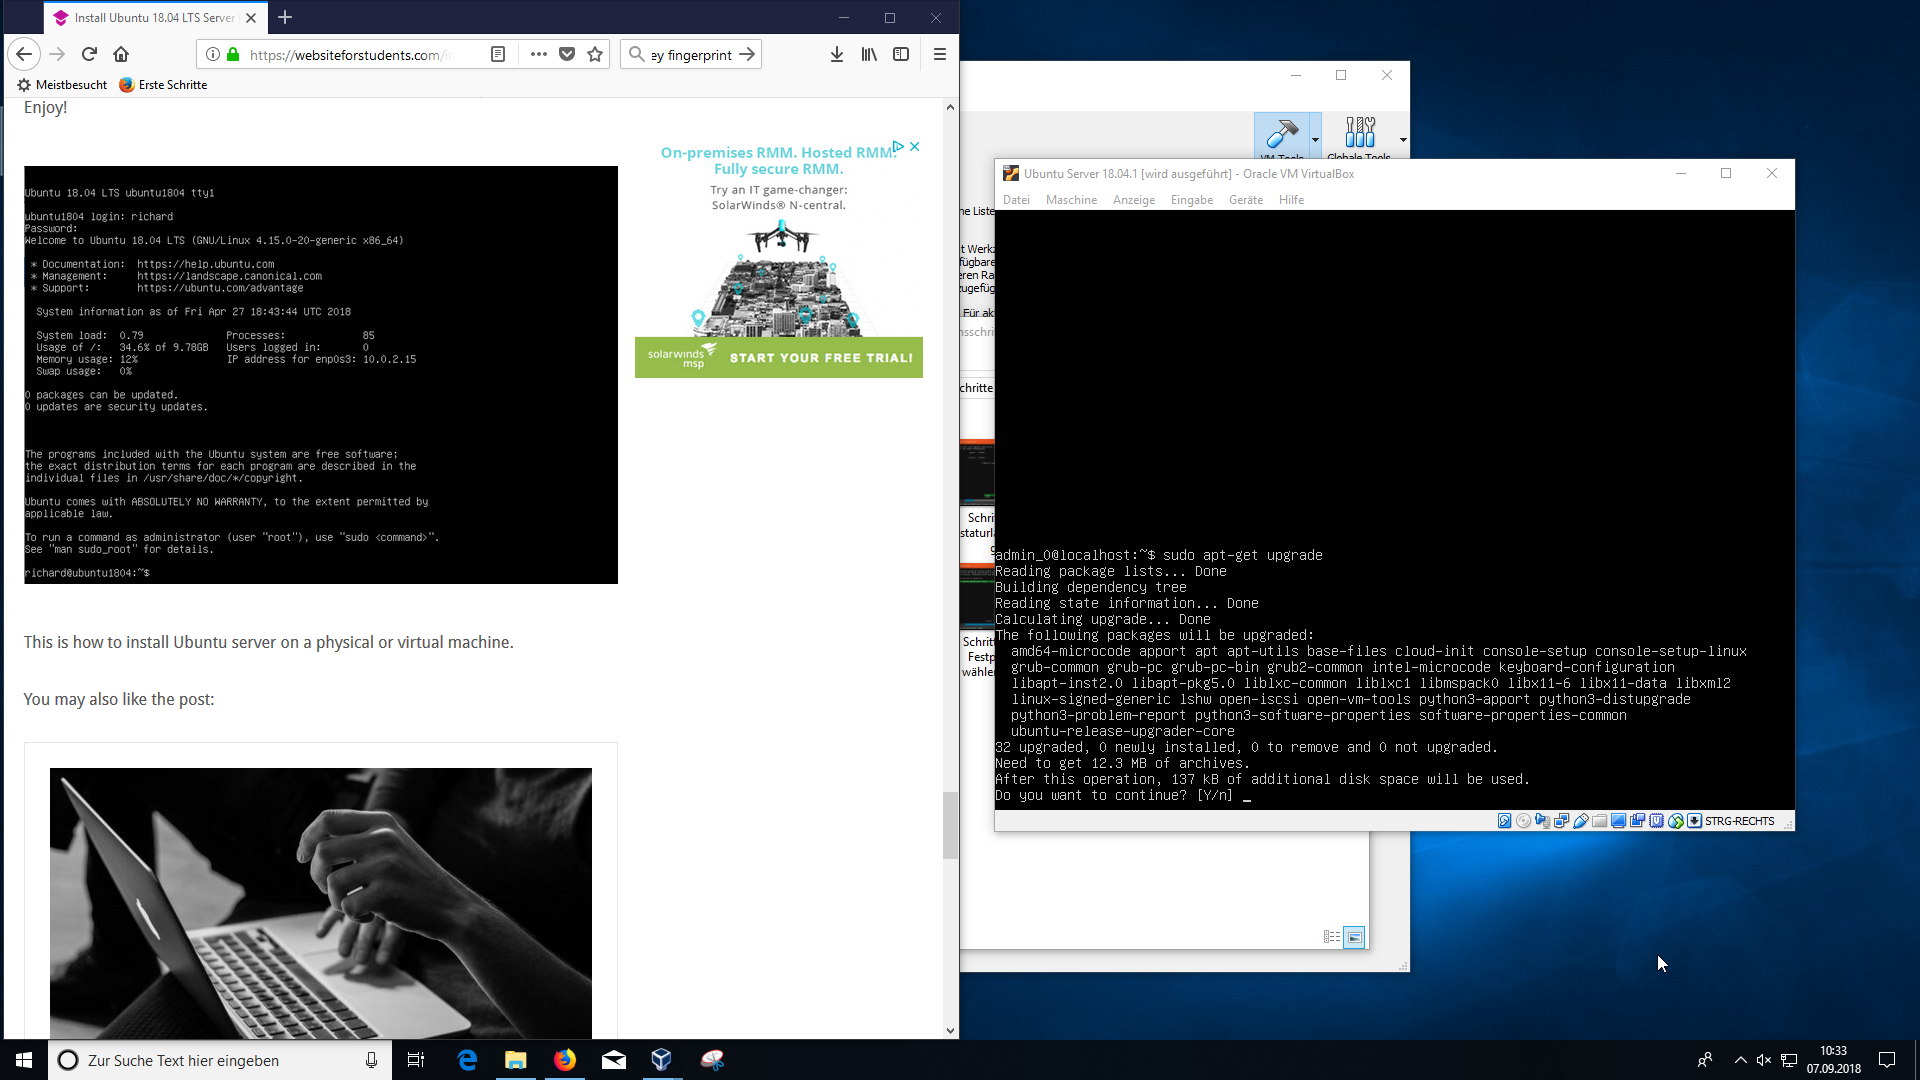 Install Ubuntu 18.04 LTS Server
https://websiteforstudents.com/in
ey fingerprint
Meistbesucht
Erste Schritte
Enjoy!
Ubuntu 18.04 LTS ubuntu1804 tty1
ubuntu1804 login: richard
Password:
Welcome to Ubuntu 18.04 LTS (GNU/Linux 4.15.0-20-generic x86_64)
* Documentation:  https://help.ubuntu.com
* Management:     https://landscape.canonical.com
* Support:        https://ubuntu.com/advantage
System information as of Fri Apr 27 18:43:44 UTC 2018
System load:  0.79              Processes:             85
Usage of /:   34.6% of 9.78GB   Users logged in:       0
Memory usage: 12%               IP address for enp0s3: 10.0.2.15
Swap usage:   0%
0 packages can be updated.
0 updates are security updates.
The programs included with the Ubuntu system are free software;
the exact distribution terms for each program are described in the
individual files in /usr/share/doc/*/copyright.
Ubuntu comes with ABSOLUTELY NO WARRANTY, to the extent permitted by
applicable law.
To run a command as administrator (user "root"), use "sudo <command>".
See "man sudo_root" for details.
richard@ubuntu1804:~$
On-premises RMM. Hosted RMM.
Fully secure RMM.
Try an IT game-changer:
SolarWinds® N-central.
solarwinds
msp
START YOUR FREE TRIAL!
This is how to install Ubuntu server on a physical or virtual machine.
You may also like the post:
VM Tools
Globale Tools
ne Liste
t Werkz
fügbare
eren Ra
zugefüg
Für akt
nsschrit
chritte
Schrit
staturla
g
Schritt
Festp
wähler
Ubuntu Server 18.04.1 [wird ausgeführt] - Oracle VM VirtualBox
Datei Maschine Anzeige Eingabe Geräte Hilfe
admin_0@localhost:~$ sudo apt-get upgrade
Reading package lists... Done
Building dependency tree
Reading state information... Done
Calculating upgrade... Done
The following packages will be upgraded:
amd64-microcode apport apt apt-utils base-files cloud-init console-setup console-setup-linux
grub-common grub-pc grub-pc-bin grub2-common intel-microcode keyboard-configuration
libapt-inst2.0 libapt-pkg5.0 liblxc-common liblxc1 libmspack0 libx11-6 libx11-data libxml2
linux-signed-generic lshw open-iscsi open-vm-tools python3-apport python3-distupgrade
python3-problem-report python3-software-properties software-properties-common
ubuntu-release-upgrader-core
32 upgraded, 0 newly installed, 0 to remove and 0 not upgraded.
Need to get 12.3 MB of archives.
After this operation, 137 kB of additional disk space will be used.
Do you want to continue? [Y/n] _
STRG-RECHTS
Zur Suche Text hier eingeben
10:33
07.09.2018